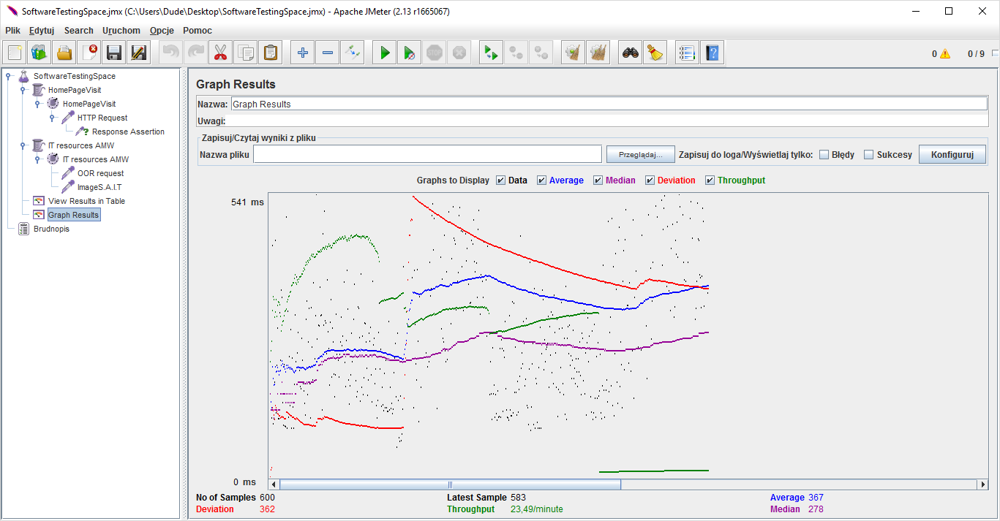 SoftwareTestingSpace.jmx (C:\Users\Dude\Desktop\SoftwareTestingSpace.jmx) - Apache JMeter (2.13 r1665067)
Plik Edytuj Search Uruchom Opcje Pomoc
STOP
0 0 / 9
SoftwareTestingSpace
HomePageVisit
HomePageVisit
HTTP Request
Response Assertion
IT resources AMW
IT resources AMW
OOR request
ImageS.A.I.T
View Results in Table
Graph Results
Brudnopis
Graph Results
Nazwa: Graph Results
Uwagi:
Zapisuj/Czytaj wyniki z pliku
Nazwa pliku Przeglądaj... Zapisuj do loga/Wyświetlaj tylko: Błędy Sukcesy Konfiguruj
Graphs to Display Data Average Median Deviation Throughput
541 ms
0 ms
No of Samples 600 Latest Sample 583 Average 367
Deviation 362 Throughput 23,49/minute Median 278